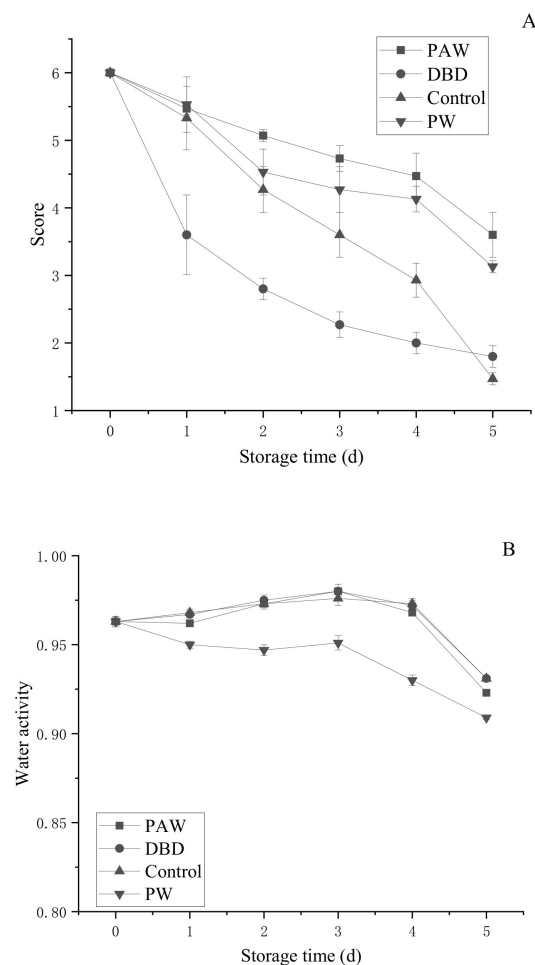 A
PAW
DBD
Control
PW
6
5
4
3
2
1
Score
0 1 2 3 4 5
Storage time (d)
B
1.00
0.95
0.90
0.85
0.80
Water activity
PAW
DBD
Control
PW
0 1 2 3 4 5
Storage time (d)